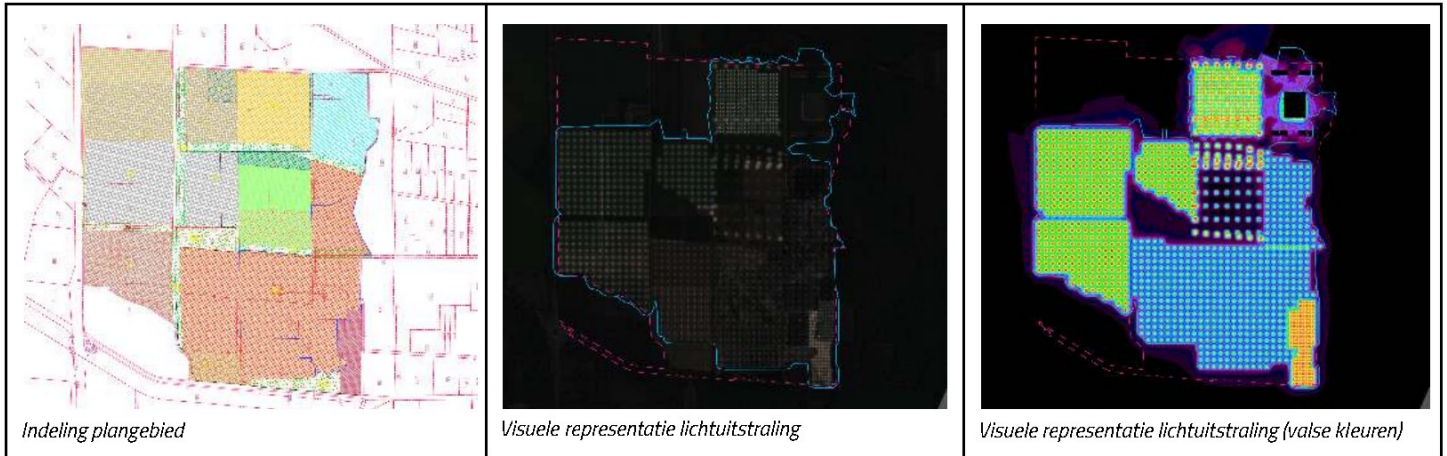 Indeling plangebied
Visuele representatie lichtuitstraling
Visuele representatie lichtuitstraling (valse kleuren)